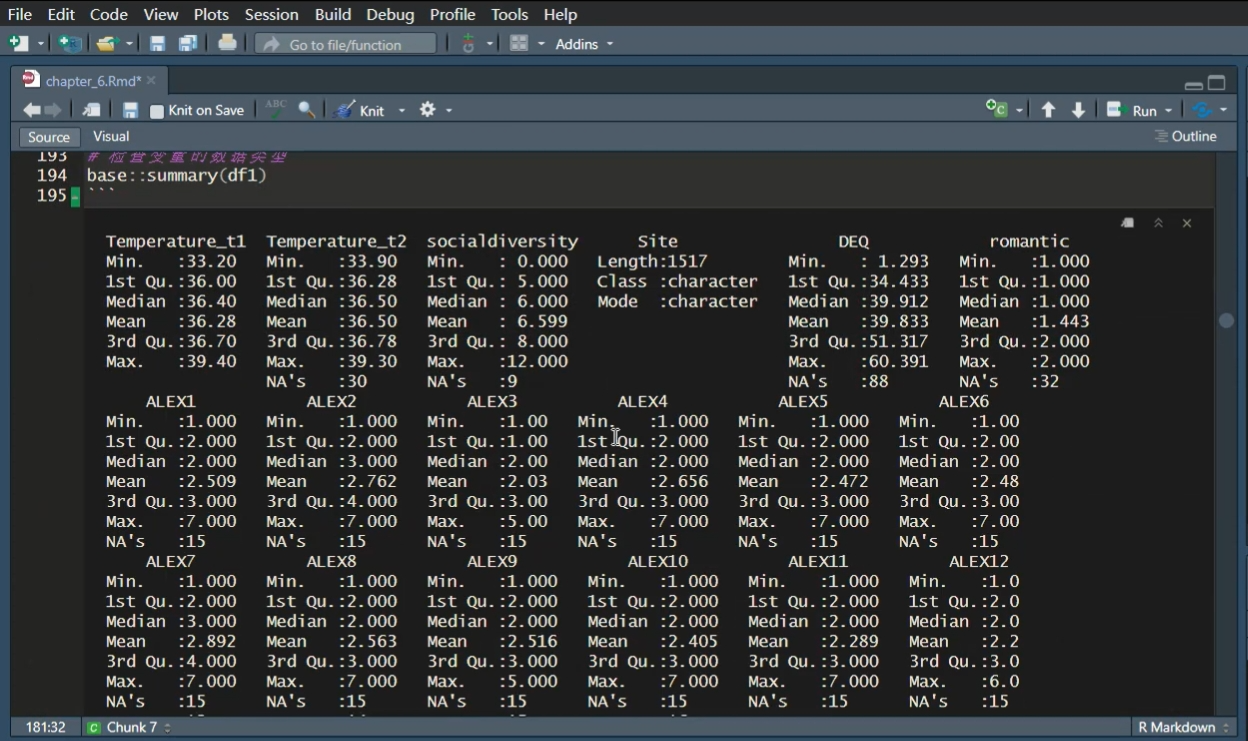 File Edit Code View Plots Session Build Debug Profile Tools Help
Go to file/function Addins
chapter_6.Rmd*
Knit on Save ABC Knit Run
Source Visual Outline
193 # 检查变量的数据类型
194 base::summary(df1)
195 ```
Temperature_t1 Temperature_t2 socialdiversity Site DEQ romantic
Min. :33.20 Min. :33.90 Min. : 0.000 Length:1517 Min. : 1.293 Min. :1.000
1st Qu.:36.00 1st Qu.:36.28 1st Qu.: 5.000 Class :character 1st Qu.:34.433 1st Qu.:1.000
Median :36.40 Median :36.50 Median : 6.000 Mode :character Median :39.912 Median :1.000
Mean :36.28 Mean :36.50 Mean : 6.599 Mean :39.833 Mean :1.443
3rd Qu.:36.70 3rd Qu.:36.78 3rd Qu.: 8.000 3rd Qu.:51.317 3rd Qu.:2.000
Max. :39.40 Max. :39.30 Max. :12.000 Max. :60.391 Max. :2.000
NA's :30 NA's :9 NA's :88 NA's :32
ALEX1 ALEX2 ALEX3 ALEX4 ALEX5 ALEX6
Min. :1.000 Min. :1.000 Min. :1.00 Min. :1.000 Min. :1.000 Min. :1.00
1st Qu.:2.000 1st Qu.:2.000 1st Qu.:1.00 1st Qu.:2.000 1st Qu.:2.000 1st Qu.:2.00
Median :2.000 Median :3.000 Median :2.00 Median :2.000 Median :2.000 Median :2.00
Mean :2.509 Mean :2.762 Mean :2.03 Mean :2.656 Mean :2.472 Mean :2.48
3rd Qu.:3.000 3rd Qu.:4.000 3rd Qu.:3.00 3rd Qu.:3.000 3rd Qu.:3.000 3rd Qu.:3.00
Max. :7.000 Max. :7.000 Max. :5.00 Max. :7.000 Max. :7.000 Max. :7.00
NA's :15 NA's :15 NA's :15 NA's :15 NA's :15 NA's :15
ALEX7 ALEX8 ALEX9 ALEX10 ALEX11 ALEX12
Min. :1.000 Min. :1.000 Min. :1.000 Min. :1.000 Min. :1.000 Min. :1.0
1st Qu.:2.000 1st Qu.:2.000 1st Qu.:2.000 1st Qu.:2.000 1st Qu.:2.000 1st Qu.:2.0
Median :3.000 Median :2.000 Median :2.000 Median :2.000 Median :2.000 Median :2.0
Mean :2.892 Mean :2.563 Mean :2.516 Mean :2.405 Mean :2.289 Mean :2.2
3rd Qu.:4.000 3rd Qu.:3.000 3rd Qu.:3.000 3rd Qu.:3.000 3rd Qu.:3.000 3rd Qu.:3.0
Max. :7.000 Max. :7.000 Max. :5.000 Max. :7.000 Max. :7.000 Max. :6.0
NA's :15 NA's :15 NA's :15 NA's :15 NA's :15 NA's :15
181:32 C Chunk 7 R Markdown